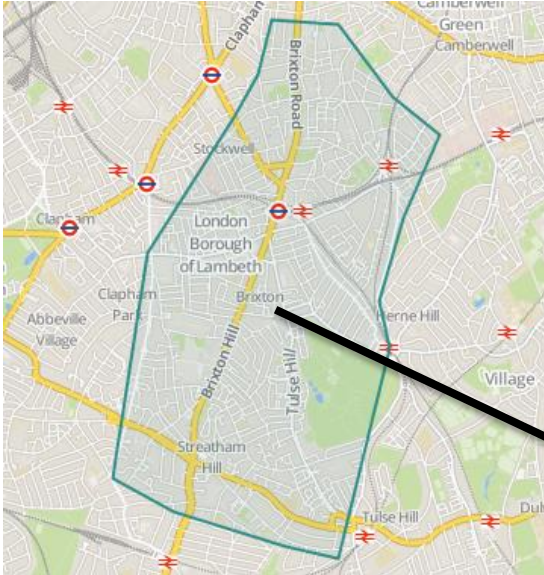 Camberwell
Green
Camberwell
Clapham
Brixton Road
Stockwell
Clapham
London
Borough
of Lambeth
Clapham
Park
Brixton
Abbeville
Village
Herne Hill
Brixton Hill
Tulse Hill
Village
Streatham
Hill
Tulse Hill